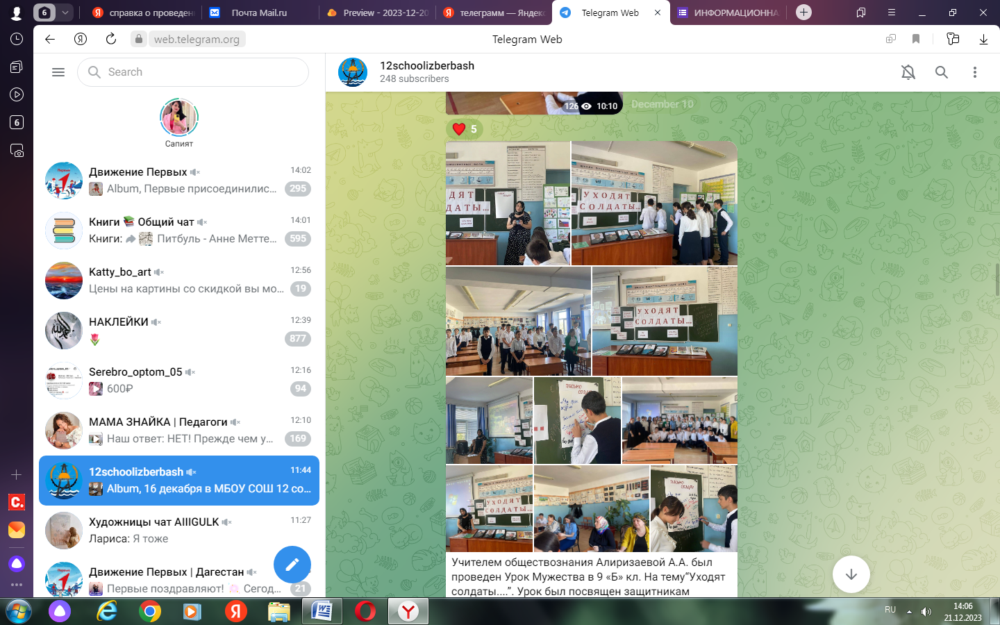 6
справка о проведен
Почта Mail.ru
Preview - 2023-12-20
телеграмм — Яндекс
Telegram Web
ИНФОРМАЦИОННА
web.telegram.org
Telegram Web
6
Search
Сапият
Движение Первых
14:02
Album, Первые присоединилис...
295
Книги Общий чат
14:01
Книги: Питбуль - Анне Метте...
595
Katty_bo_art
12:56
Цены на картины со скидкой вы мо...
19
НАКЛЕЙКИ
12:39
877
Serebro_optom_05
12:16
600₽
94
МАМА ЗНАЙКА | Педагоги
12:10
Наш ответ: НЕТ! Прежде чем у...
169
12schoolizberbash
11:44
Album, 16 декабря в МБОУ СОШ 12 со...
Художницы чат AIIIGULK
11:27
Лариса: Я тоже
Движение Первых | Дагестан
Первые поздравляют! Сегод...
21
12schoolizberbash
248 subscribers
126 10:10
December 10
5
ДЯТ
ДАТЫ...
УХОДЯТ
СОЛДАТЫ...
УХОДЯТ
СОЛДАТЫ...
ПИСЬМО
СОЛДАТУ
УХОДЯТ
СОЛДАТЫ...
ПИСЬМО
СОЛДАТУ
Учителем обществознания Алиризаевой А.А. был
проведен Урок Мужества в 9 «Б» кл. На тему“Уходят
солдаты....”. Урок был посвящен защитникам
RU
14:06
21.12.2023